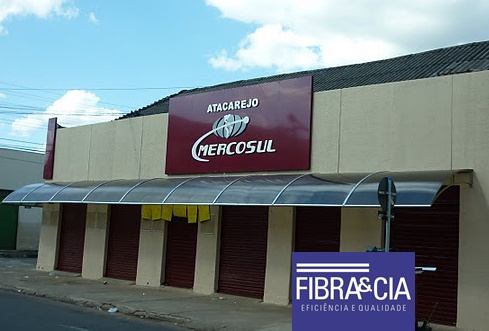 ATACAREJO
MERCOSUL
FIBRA&CIA
EFICIÊNCIA E QUALIDADE